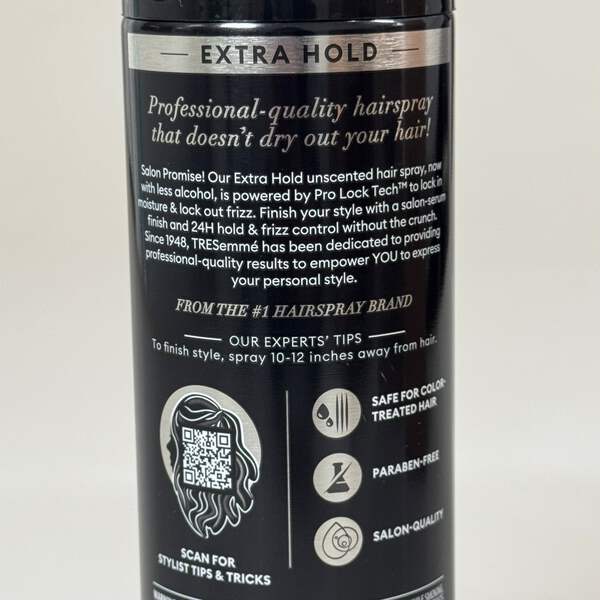 — EXTRA HOLD —
Professional-quality hairspray
that doesn't dry out your hair!
Salon Promise! Our Extra Hold unscented hair spray, now
with less alcohol, is powered by Pro Lock Tech™ to lock in
moisture & lock out frizz. Finish your style with a salon-serum
finish and 24H hold & frizz control without the crunch.
Since 1948, TRESemmé has been dedicated to providing
professional-quality results to empower YOU to express
your personal style.
FROM THE #1 HAIRSPRAY BRAND
OUR EXPERTS' TIPS
To finish style, spray 10-12 inches away from hair.
SAFE FOR COLOR-
TREATED HAIR
PARABEN-FREE
SALON-QUALITY
SCAN FOR
STYLIST TIPS & TRICKS